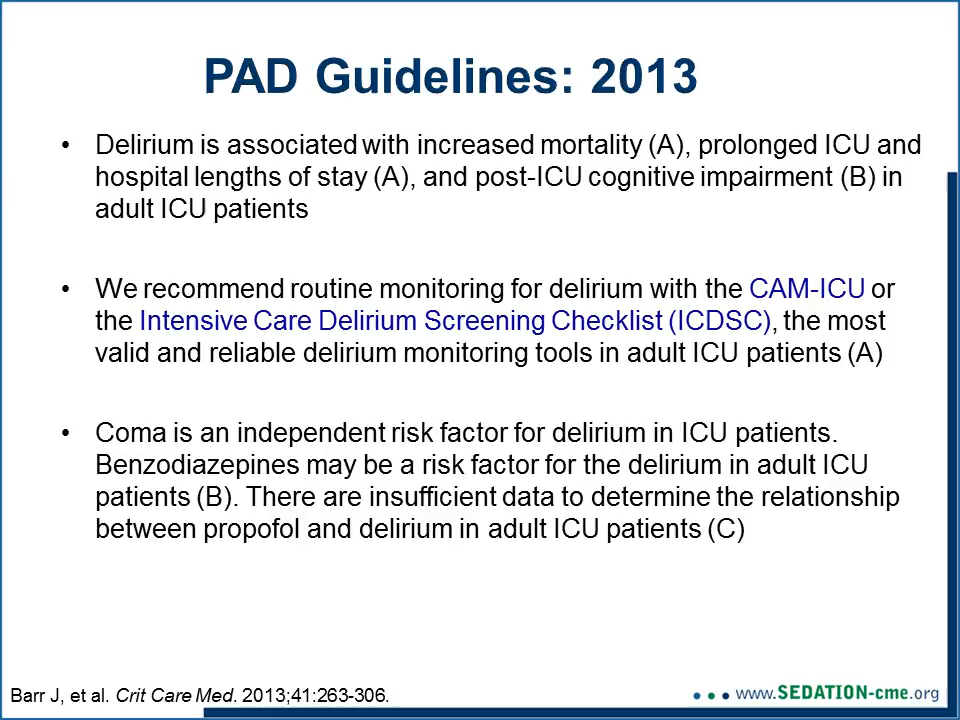 PAD Guidelines: 2013
• Delirium is associated with increased mortality (A), prolonged ICU and
hospital lengths of stay (A), and post-ICU cognitive impairment (B) in
adult ICU patients
• We recommend routine monitoring for delirium with the CAM-ICU or
the Intensive Care Delirium Screening Checklist (ICDSC), the most
valid and reliable delirium monitoring tools in adult ICU patients (A)
• Coma is an independent risk factor for delirium in ICU patients.
Benzodiazepines may be a risk factor for the delirium in adult ICU
patients (B). There are insufficient data to determine the relationship
between propofol and delirium in adult ICU patients (C)
Barr J, et al. Crit Care Med. 2013;41:263-306.
www.SEDATION-cme.org